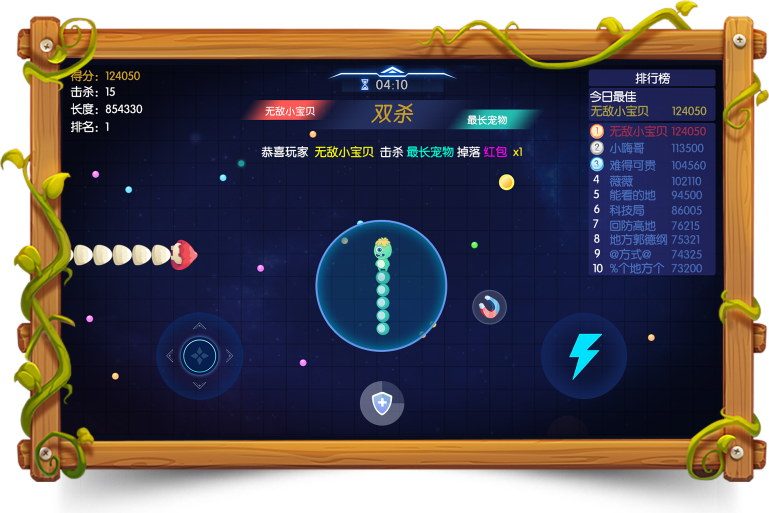 得分：124050
击杀：15
长度：854330
排名：1
04:10
无敌小宝贝
双杀
最长宠物
恭喜玩家 无敌小宝贝 击杀 最长宠物 掉落 红包 x1
排行榜
今日最佳
无敌小宝贝 124050
1 无敌小宝贝 124050
2 小嗨哥 113500
3 难得可贵 104560
4 薇薇 102110
5 能看的地 94500
6 科技局 86005
7 回防高地 76215
8 地方郭德纲 75321
9 @方式@ 74325
10 %个地方个 73200